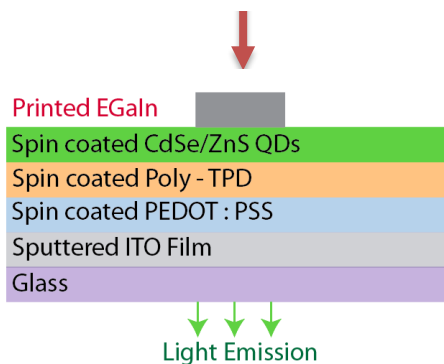 Printed EGaIn
Spin coated CdSe/ZnS QDs
Spin coated Poly - TPD
Spin coated PEDOT : PSS
Sputtered ITO Film
Glass
Light Emission